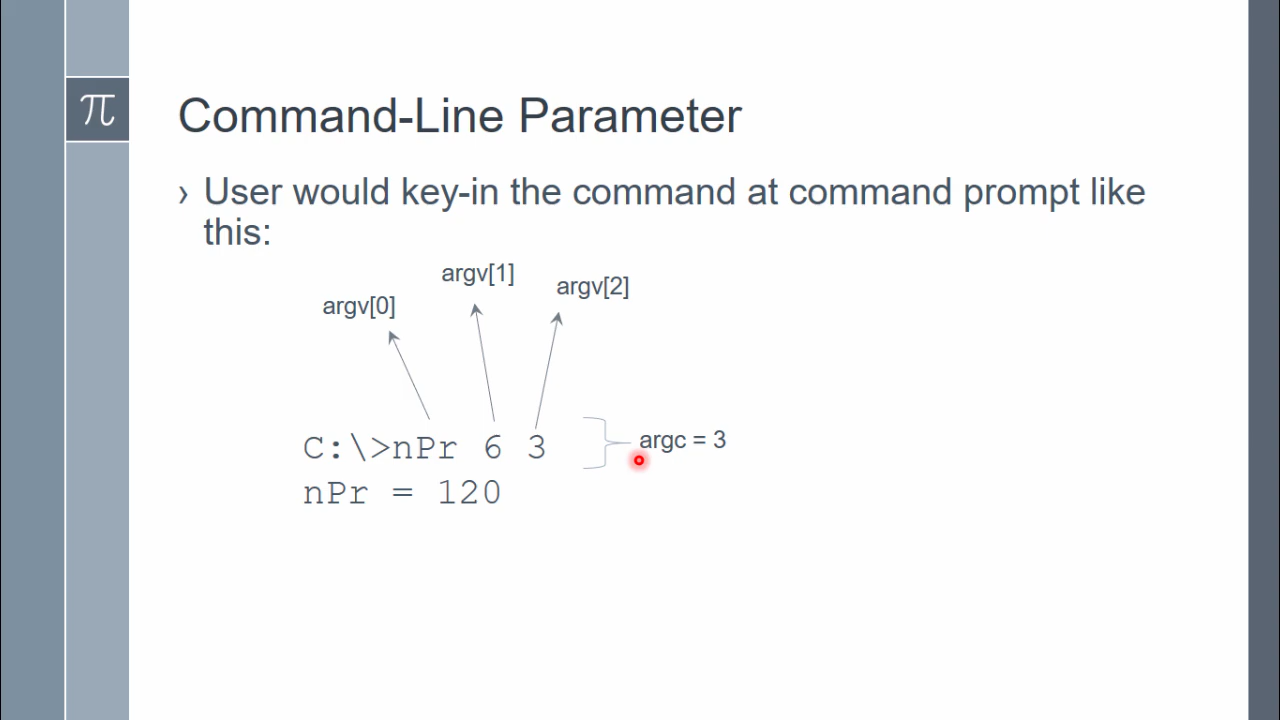 π
Command-Line Parameter
› User would key-in the command at command prompt like
this:
argv[0]
argv[1]
argv[2]
C:\>nPr 6 3
argc = 3
nPr = 120